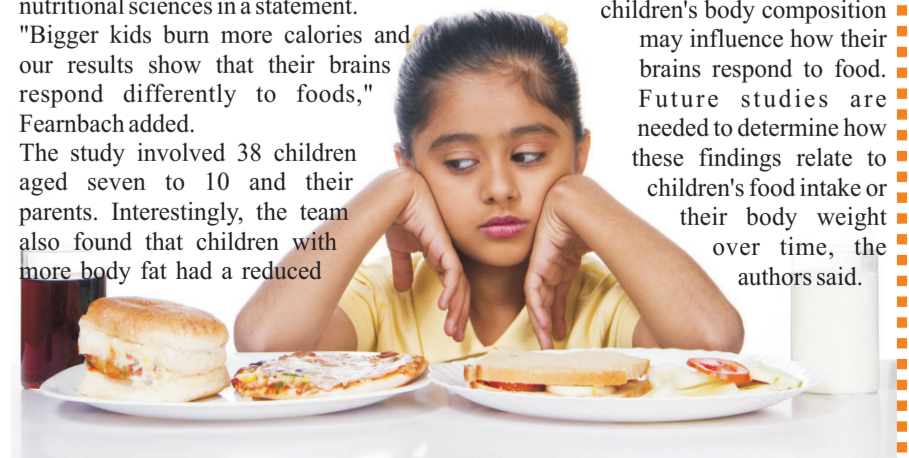 nutritional sciences in a statement.
"Bigger kids burn more calories and
our results show that their brains
respond differently to foods,"
Fearnbach added.
The study involved 38 children
aged seven to 10 and their
parents. Interestingly, the team
also found that children with
more body fat had a reduced
children's body composition
may influence how their
brains respond to food.
Future studies are
needed to determine how
these findings relate to
children's food intake or
their body weight
over time, the
authors said.